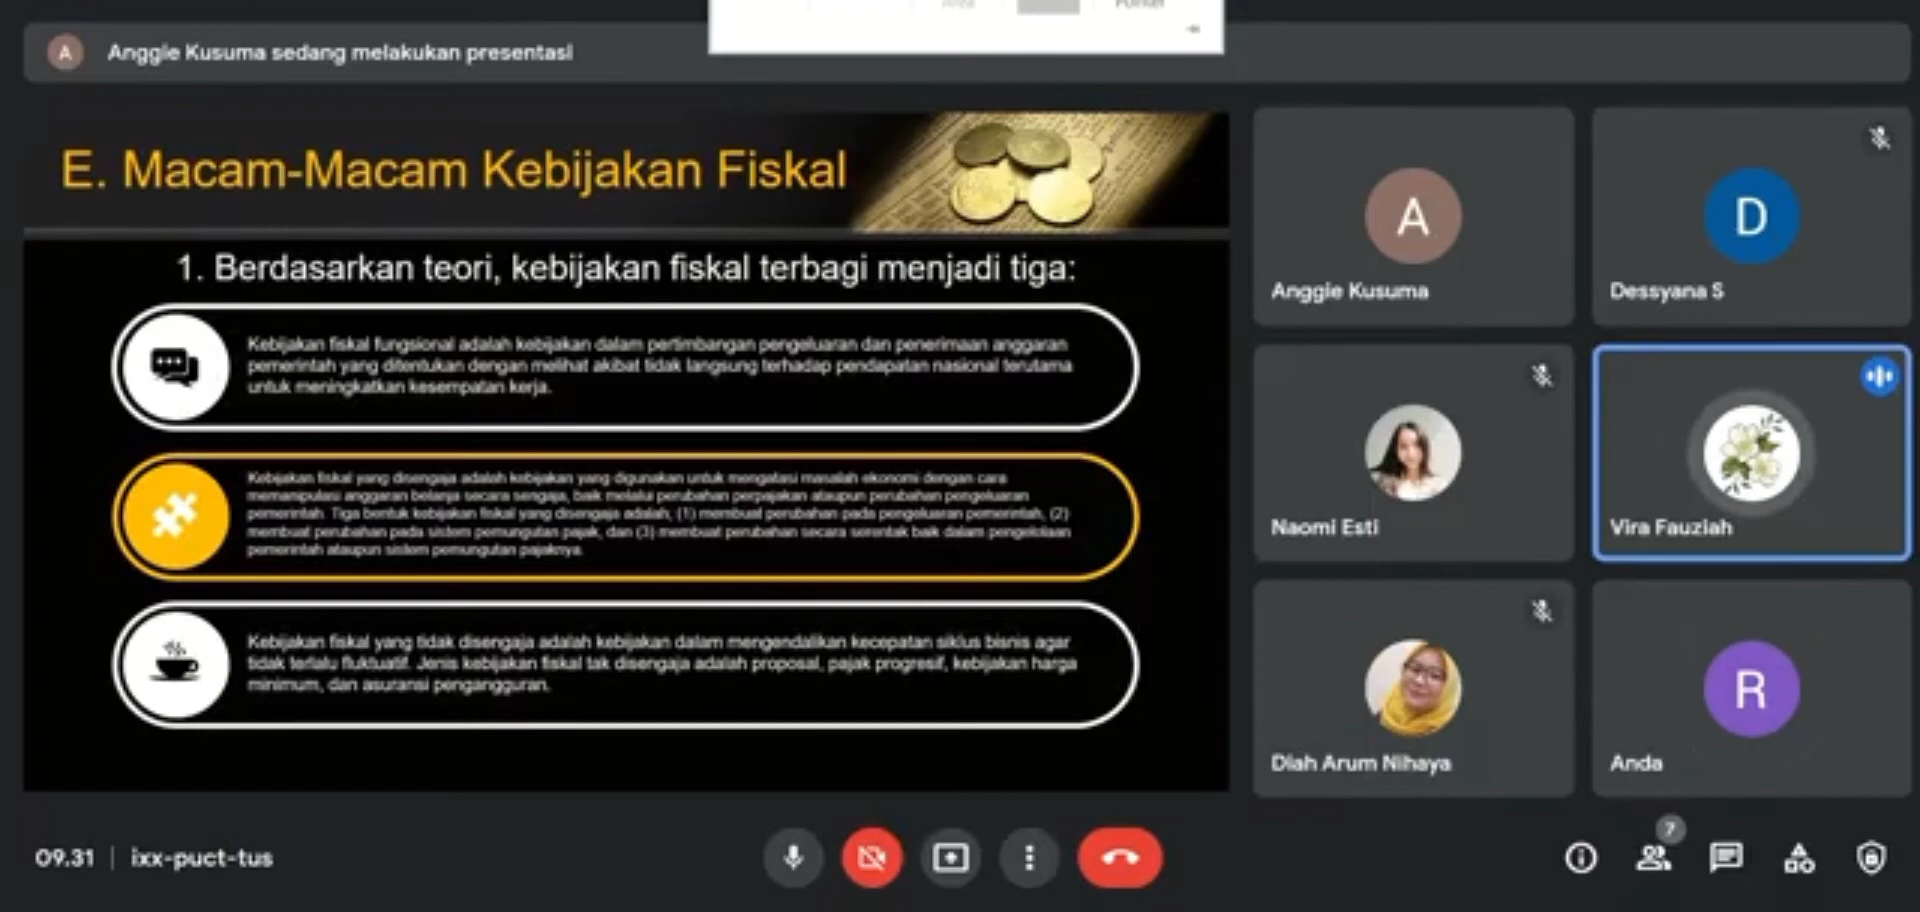 Area
Pointer
A
Anggie Kusuma sedang melakukan presentasi
E. Macam-Macam Kebijakan Fiskal
1. Berdasarkan teori, kebijakan fiskal terbagi menjadi tiga:
Kebijakan fiskal fungsional adalah kebijakan dalam pertimbangan pengeluaran dan penerimaan anggaran
pemerintah yang ditentukan dengan melihat akibat tidak langsung terhadap pendapatan nasional terutama
untuk meningkatkan kesempatan kerja.
Kebijakan fiskal yang disengaja adalah kebijakan yang digunakan untuk mengatasi masalah ekonomi dengan cara
memanipulasi anggaran belanja secara sengaja, baik melalui perubahan perpajakan ataupun perubahan pengeluaran
pemerintah. Tiga bentuk kebijakan fiskal yang disengaja adalah, (1) membuat perubahan pada pengeluaran pemerintah, (2)
membuat perubahan pada sistem pemungutan pajak, dan (3) membuat perubahan secara serentak baik dalam pengelolaan
pemerintah ataupun sistem pemungutan pajaknya.
Kebijakan fiskal yang tidak disengaja adalah kebijakan dalam mengendalikan kecepatan siklus bisnis agar
tidak terlalu fluktuatif. Jenis kebijakan fiskal tak disengaja adalah proposal, pajak progresif, kebijakan harga
minimum, dan asuransi pengangguran.
A
Anggie Kusuma
D
Dessyana S
Naomi Esti
Vira Fauziah
Diah Arum Nihaya
R
Anda
09.31 | ixx-puct-tus
7